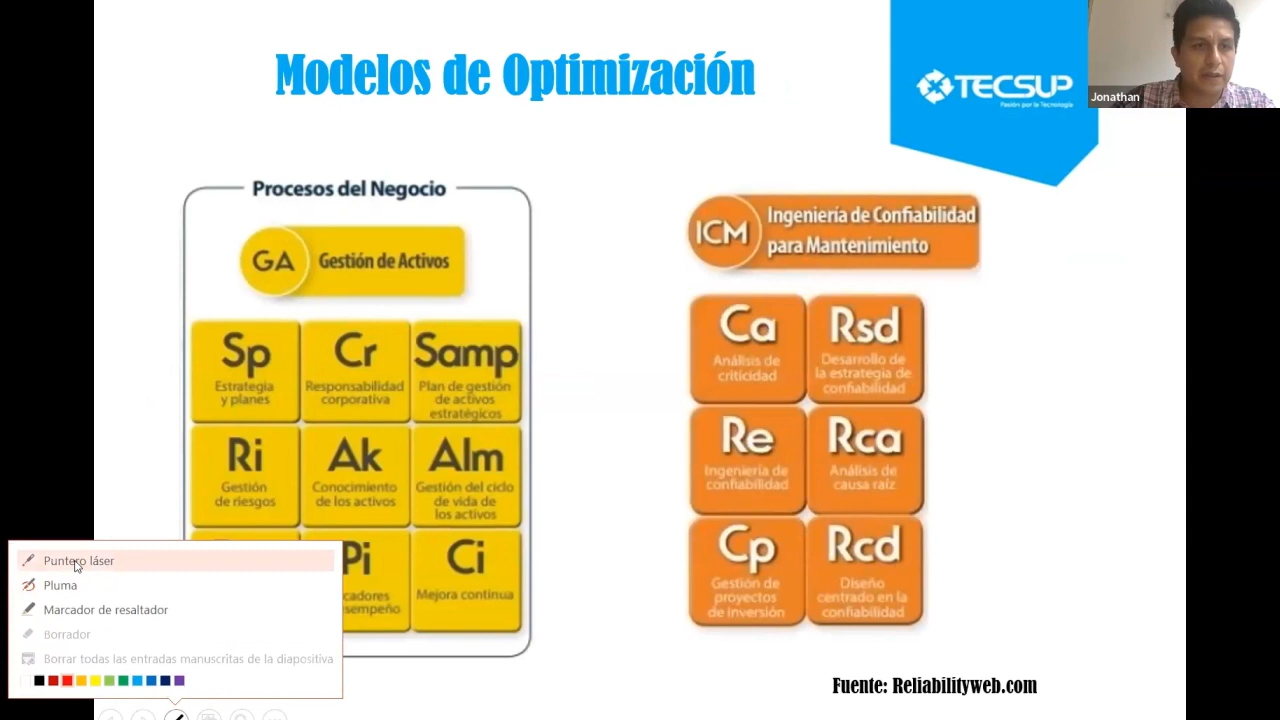 Modelos de Optimización
TECSUP
Pasión por la Tecnología
Jonathan
Procesos del Negocio
GA
Gestión de Activos
Sp
Estrategia
y planes
Cr
Responsabilidad
corporativa
Samp
Plan de gestión
de activos
estratégicos
Ri
Gestión
de riesgos
Ak
Conocimiento
de los activos
Alm
Gestión del ciclo
de vida de
los activos
Pi
Ci
Mejora continua
ICM
Ingeniería de Confiabilidad
para Mantenimiento
Ca
Análisis de
criticidad
Rsd
Desarrollo de
la estrategia de
confiabilidad
Re
Ingeniería de
confiabilidad
Rca
Análisis de
causa raíz
Cp
Gestión de
proyectos
de inversión
Rcd
Diseño
centrado en la
confiabilidad
Puntero láser
Pluma
Marcador de resaltador
Borrador
Borrar todas las entradas manuscritas de la diapositiva
Fuente: Reliabilityweb.com